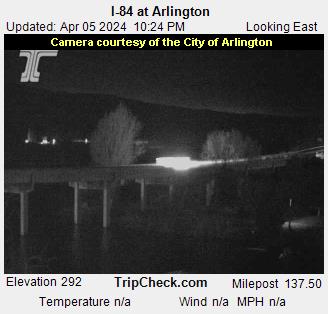 I-84 at Arlington
Updated: Apr 05 2024 10:24 PM Looking East
Camera courtesy of the City of Arlington
Elevation 292 TripCheck.com Milepost 137.50
Temperature n/a Wind n/a MPH n/a